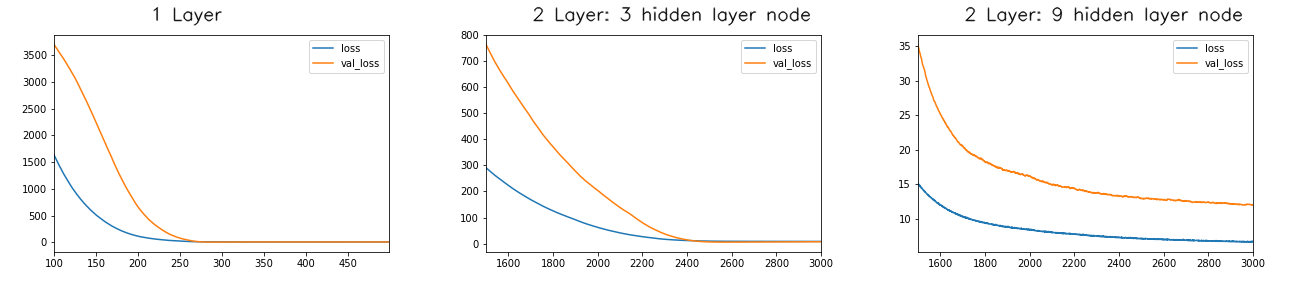 1 Layer
3500
3000
2500
2000
1500
1000
500
0
100 150 200 250 300 350 400 450
loss
val_loss
2 Layer: 3 hidden layer node
800
700
600
500
400
300
200
100
0
1600 1800 2000 2200 2400 2600 2800 3000
loss
val_loss
2 Layer: 9 hidden layer node
35
30
25
20
15
10
1600 1800 2000 2200 2400 2600 2800 3000
loss
val_loss